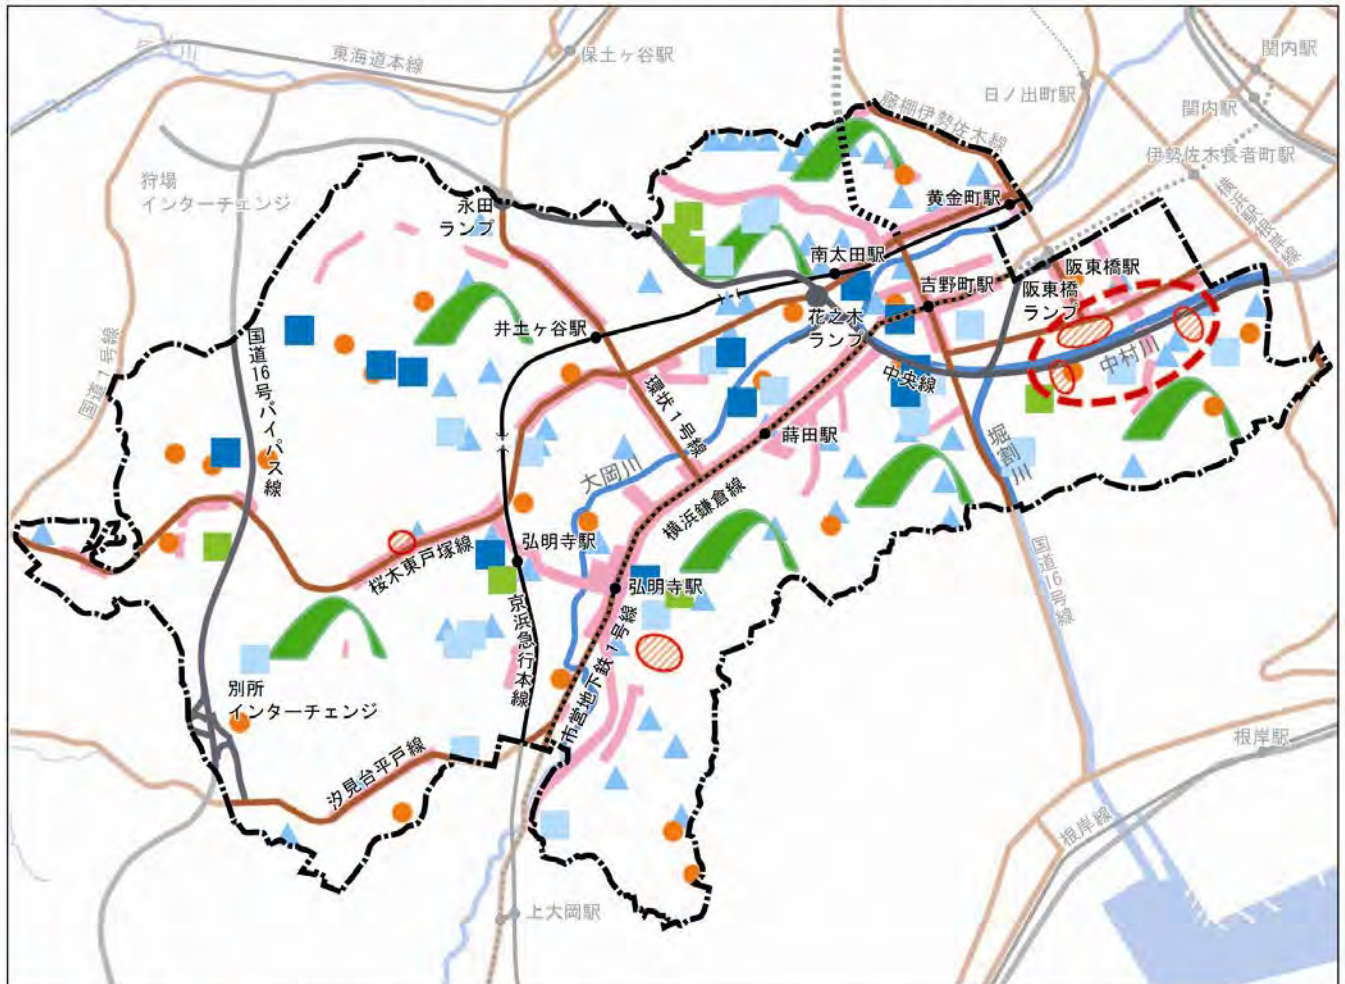 東海道本線
保土ヶ谷駅
関内駅
日ノ出町駅
関内駅
藤棚伊勢佐木線
伊勢佐木長者町駅
狩場
インターチェンジ
永田
ランプ
黄金町駅
横浜駅根岸線
南太田駅
阪東橋駅
吉野町駅
阪東橋
ランプ
花之木
ランプ
井土ヶ谷駅
国道1号線
国道16号バイパス線
中村川
中央線
環状1号線
蒔田駅
堀割川
大岡川
横浜鎌倉線
桜木東戸塚線
弘明寺駅
弘明寺駅
国道16号線
京浜急行本線
市営地下鉄1号線
別所
インターチェンジ
汐見台平戸線
根岸駅
根岸線
上大岡駅